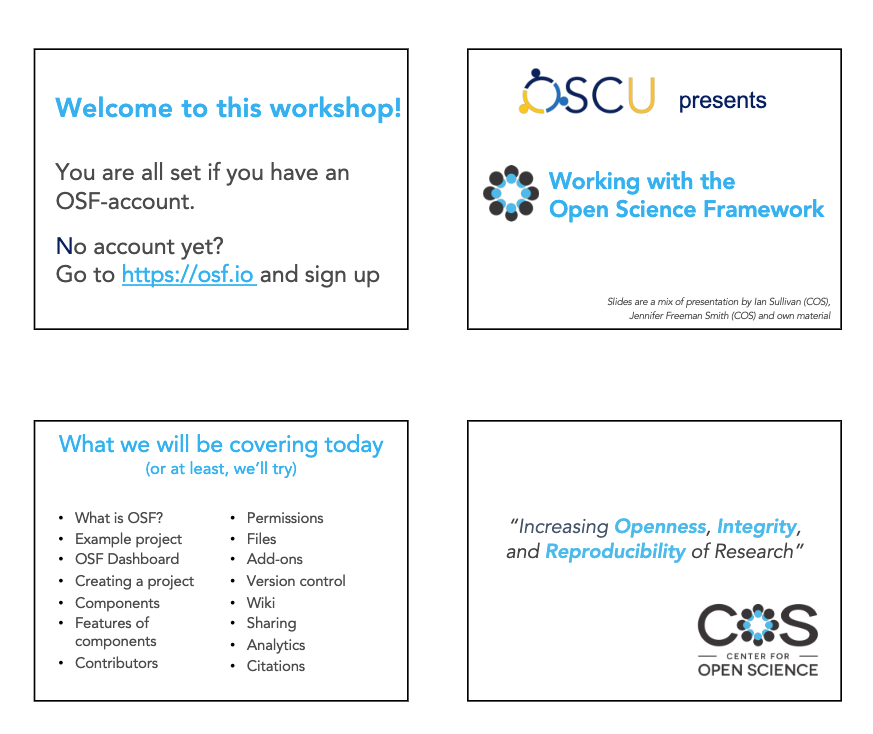 Welcome to this workshop!
You are all set if you have an
OSF-account.
No account yet?
Go to https://osf.io and sign up
OSCU presents
Working with the
Open Science Framework
Slides are a mix of presentation by Ian Sullivan (COS),
Jennifer Freeman Smith (COS) and own material
What we will be covering today
(or at least, we’ll try)
• What is OSF?
• Example project
• OSF Dashboard
• Creating a project
• Components
• Features of
components
• Contributors
• Permissions
• Files
• Add-ons
• Version control
• Wiki
• Sharing
• Analytics
• Citations
“Increasing Openness, Integrity,
and Reproducibility of Research“
COS
CENTER FOR
OPEN SCIENCE